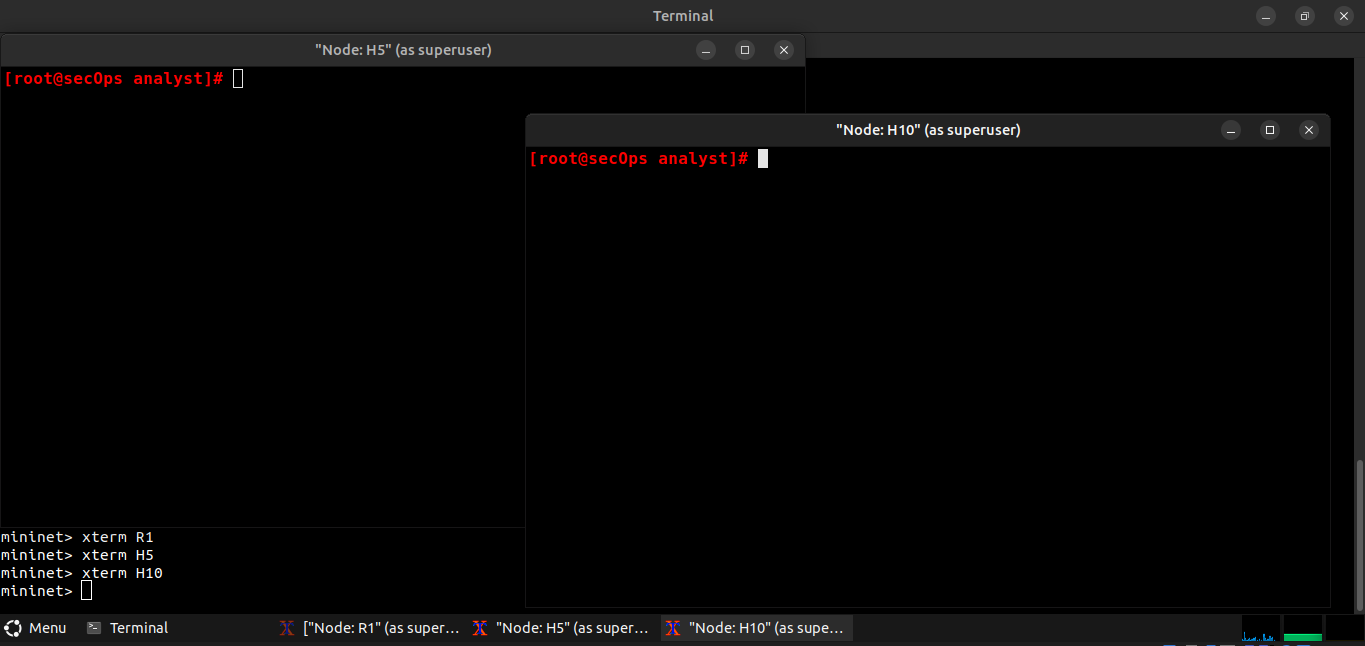 Terminal
"Node: H5" (as superuser)
[root@secOps analyst]#
"Node: H10" (as superuser)
[root@secOps analyst]#
mininet> xterm R1
mininet> xterm H5
mininet> xterm H10
mininet>
Menu Terminal ["Node: R1" (as super... "Node: H5" (as super... "Node: H10" (as supe...